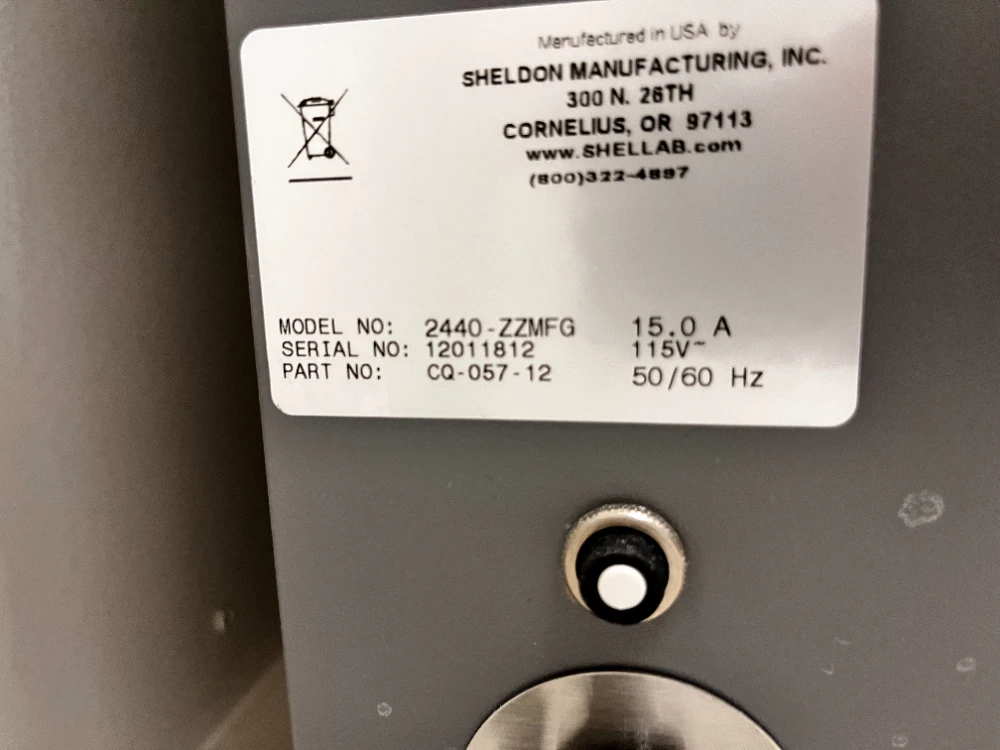 Manufactured in USA by
SHELDON MANUFACTURING, INC.
300 N. 26TH
CORNELIUS, OR 97113
www.SHELLAB.com
(800)322-4897
MODEL NO: 2440-ZZMFG 15.0 A
SERIAL NO: 12011812 115V~
PART NO: CQ-057-12 50/60 Hz